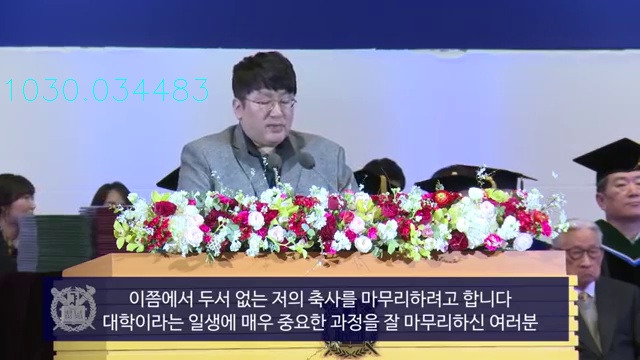 1030.034483
이쯤에서 두서 없는 저의 축사를 마무리하려고 합니다
대학이라는 일생에 매우 중요한 과정을 잘 마무리하신 여러분